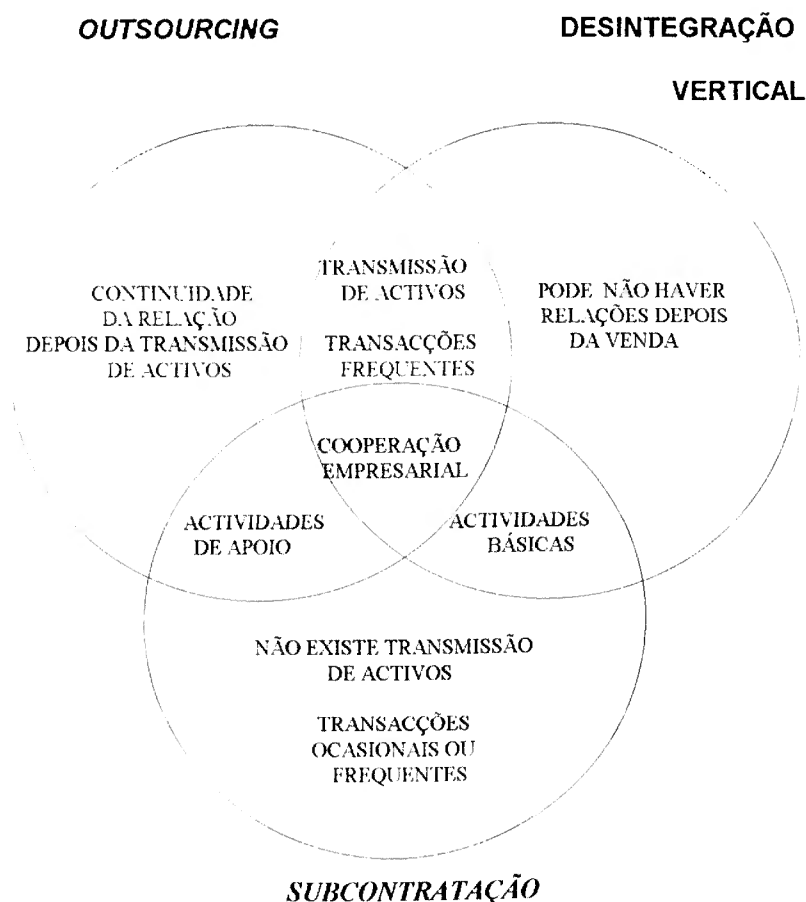 OUTSOURCING
DESINTEGRAÇÃO
VERTICAL
CONTINUIDADE
DA RELAÇÃO
DEPOIS DA TRANSMISSÃO
DE ACTIVOS
TRANSMISSÃO
DE ACTIVOS
TRANSACÇÕES
FREQUENTES
PODE NÃO HAVER
RELAÇÕES DEPOIS
DA VENDA
COOPERAÇÃO
EMPRESARIAL
ACTIVIDADES
DE APOIO
ACTIVIDADES
BÁSICAS
NÃO EXISTE TRANSMISSÃO
DE ACTIVOS
TRANSACÇÕES
OCASIONAIS OU
FREQUENTES
SUBCONTRATAÇÃO